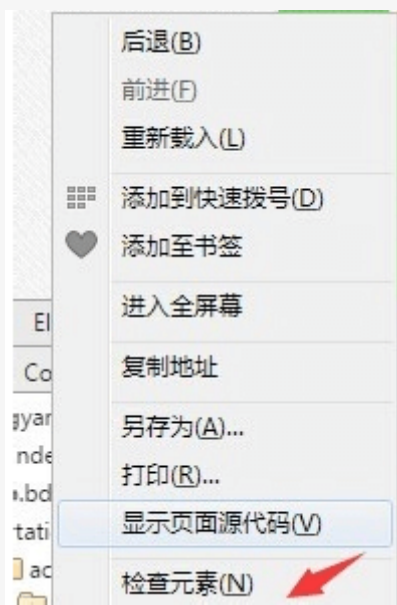 后退(B)
前进(F)
重新载入(L)
添加到快速拨号(D)
添加至书签
进入全屏幕
El
复制地址
Co
另存为(A)...
gyar
nde
打印(R)...
a.bd
显示页面源代码(V)
tati
ac
检查元素(N)